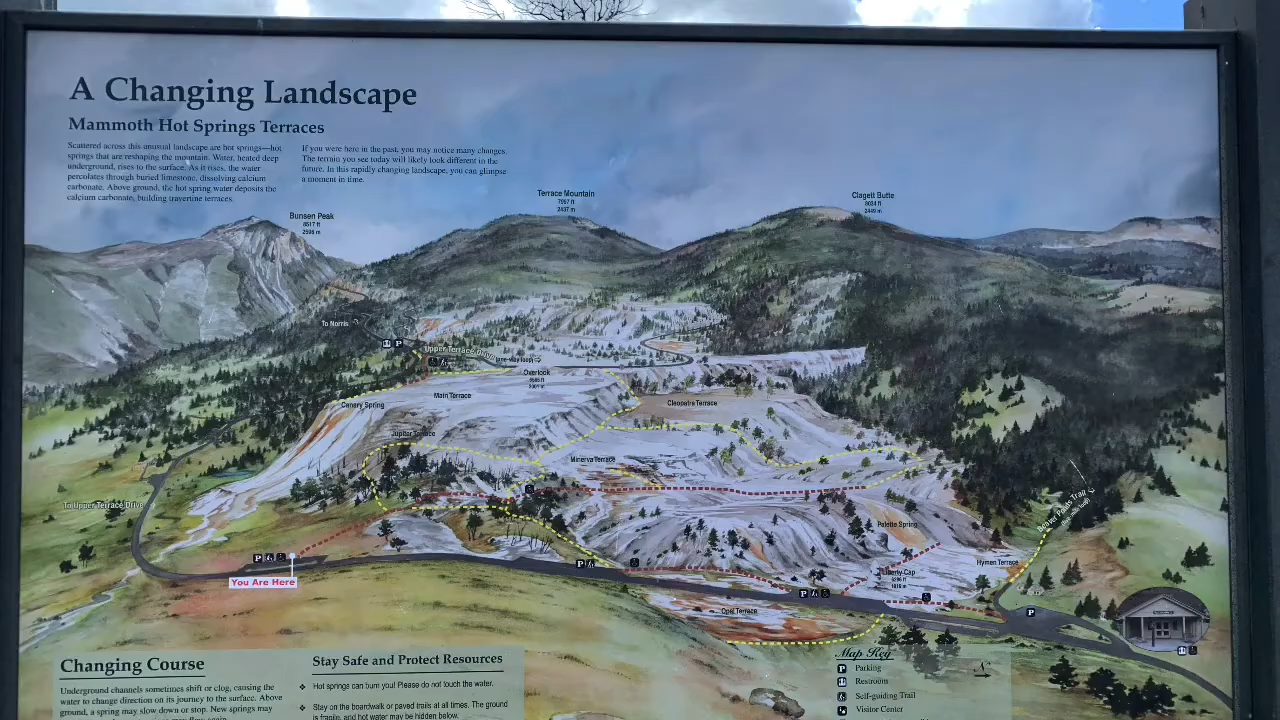 A Changing Landscape
Mammoth Hot Springs Terraces
Scattered across this unusual landscape are hot springs—hot
springs that are reshaping the mountain. Water, heated deep
underground, rises to the surface. As it rises, the water
percolates through buried limestone, dissolving calcium
carbonate. Above ground, the hot spring water deposits the
calcium carbonate, building travertine terraces.
If you were here in the past, you may notice many changes.
The terrain you see today will likely look different in the
future. In this rapidly changing landscape, you can glimpse
a moment in time.
Bunsen Peak
Terrace Mountain
Clagett Butte
To Norris
P
Upper Terrace Drive
Overlook
Main Terrace
Canary Spring
Cleopatra Terrace
Jupiter Terrace
Minerva Terrace
To Upper Terrace Drive
Beaver Ponds Trail
Palette Spring
P
You Are Here
P
Liberty Cap
Hymen Terrace
P
Opal Terrace
P
Changing Course
Underground channels sometimes shift or clog, causing the
water to change direction on its journey to the surface. Above
ground, a spring may slow down or stop. New springs may
Stay Safe and Protect Resources
❖ Hot springs can burn you! Please do not touch the water.
❖ Stay on the boardwalk or paved trails at all times. The ground
is fragile, and hot water may be hidden below.
Map Key
P Parking
Restroom
Self-guiding Trail
Visitor Center